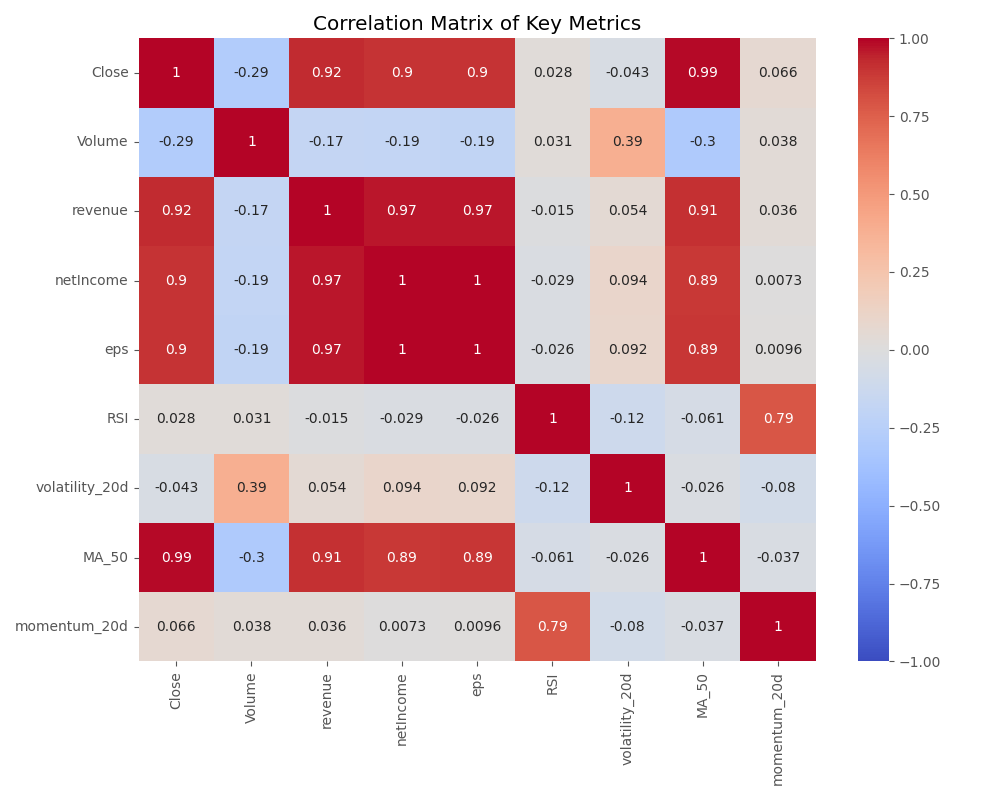 Correlation Matrix of Key Metrics
Close 1 -0.29 0.92 0.9 0.9 0.028 -0.043 0.99 0.066
Volume -0.29 1 -0.17 -0.19 -0.19 0.031 0.39 -0.3 0.038
revenue 0.92 -0.17 1 0.97 0.97 -0.015 0.054 0.91 0.036
netIncome 0.9 -0.19 0.97 1 1 -0.029 0.094 0.89 0.0073
eps 0.9 -0.19 0.97 1 1 -0.026 0.092 0.89 0.0096
RSI 0.028 0.031 -0.015 -0.029 -0.026 1 -0.12 -0.061 0.79
volatility_20d -0.043 0.39 0.054 0.094 0.092 -0.12 1 -0.026 -0.08
MA_50 0.99 -0.3 0.91 0.89 0.89 -0.061 -0.026 1 -0.037
momentum_20d 0.066 0.038 0.036 0.0073 0.0096 0.79 -0.08 -0.037 1
Close Volume revenue netIncome eps RSI volatility_20d MA_50 momentum_20d
1.00
0.75
0.50
0.25
0.00
−0.25
−0.50
−0.75
−1.00